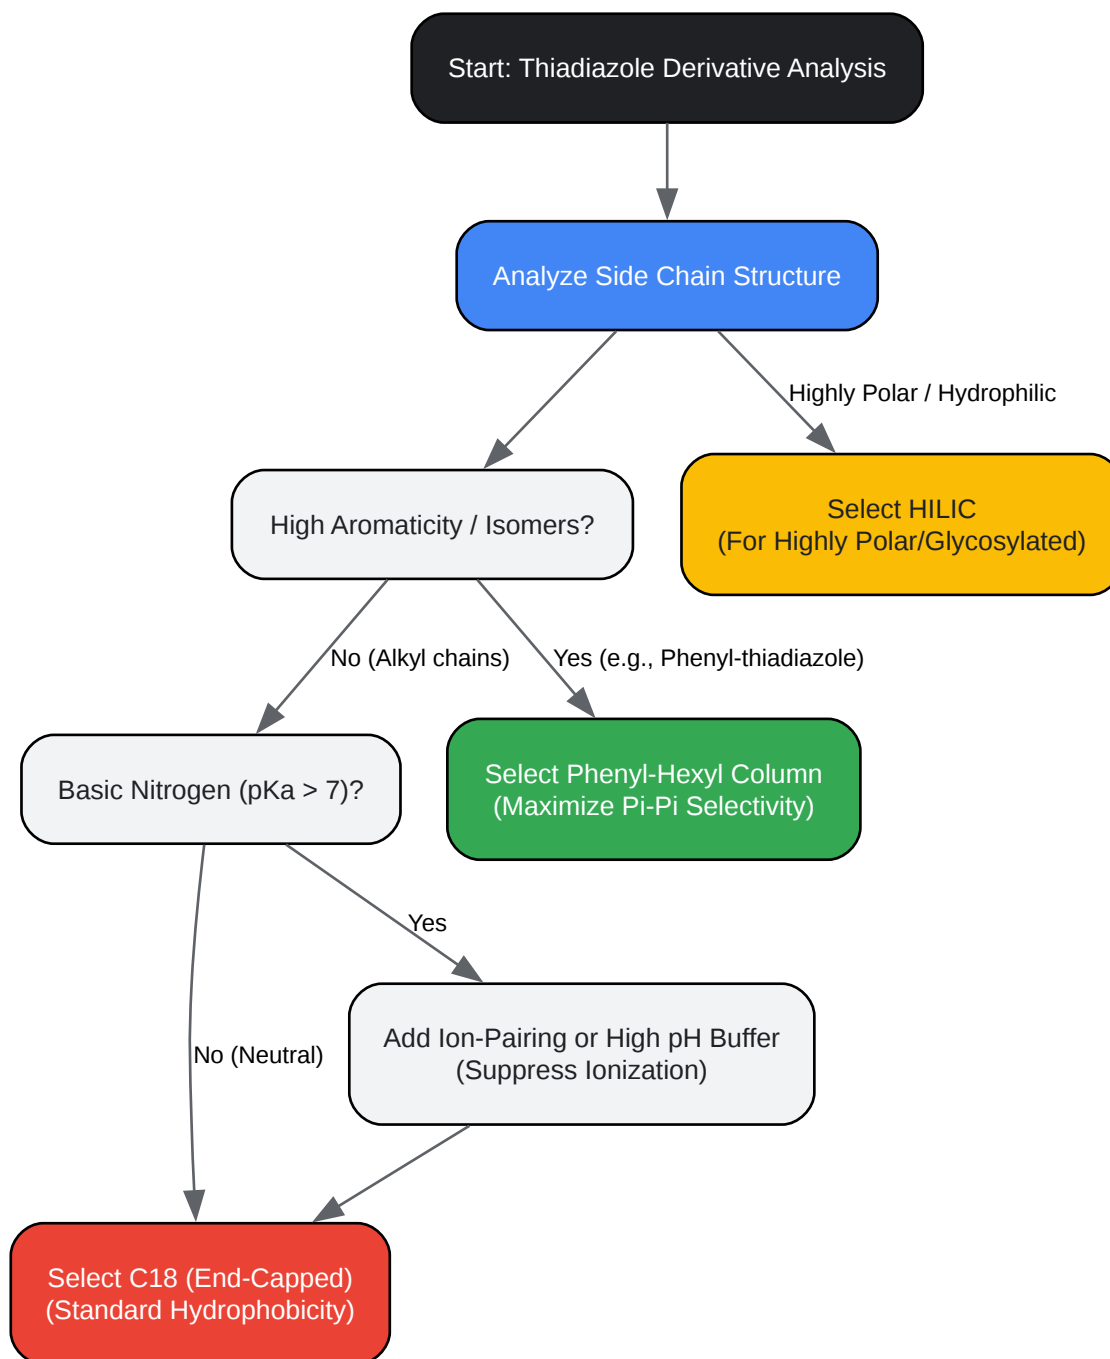 Start: Thiadiazole Derivative Analysis
Analyze Side Chain Structure
Highly Polar / Hydrophilic
High Aromaticity / Isomers?
Select HILIC
(For Highly Polar/Glycosylated)
No (Alkyl chains)
Yes (e.g., Phenyl-thiadiazole)
Basic Nitrogen (pKa > 7)?
Select Phenyl-Hexyl Column
(Maximize Pi-Pi Selectivity)
Yes
No (Neutral)
Add Ion-Pairing or High pH Buffer
(Suppress Ionization)
Select C18 (End-Capped)
(Standard Hydrophobicity)